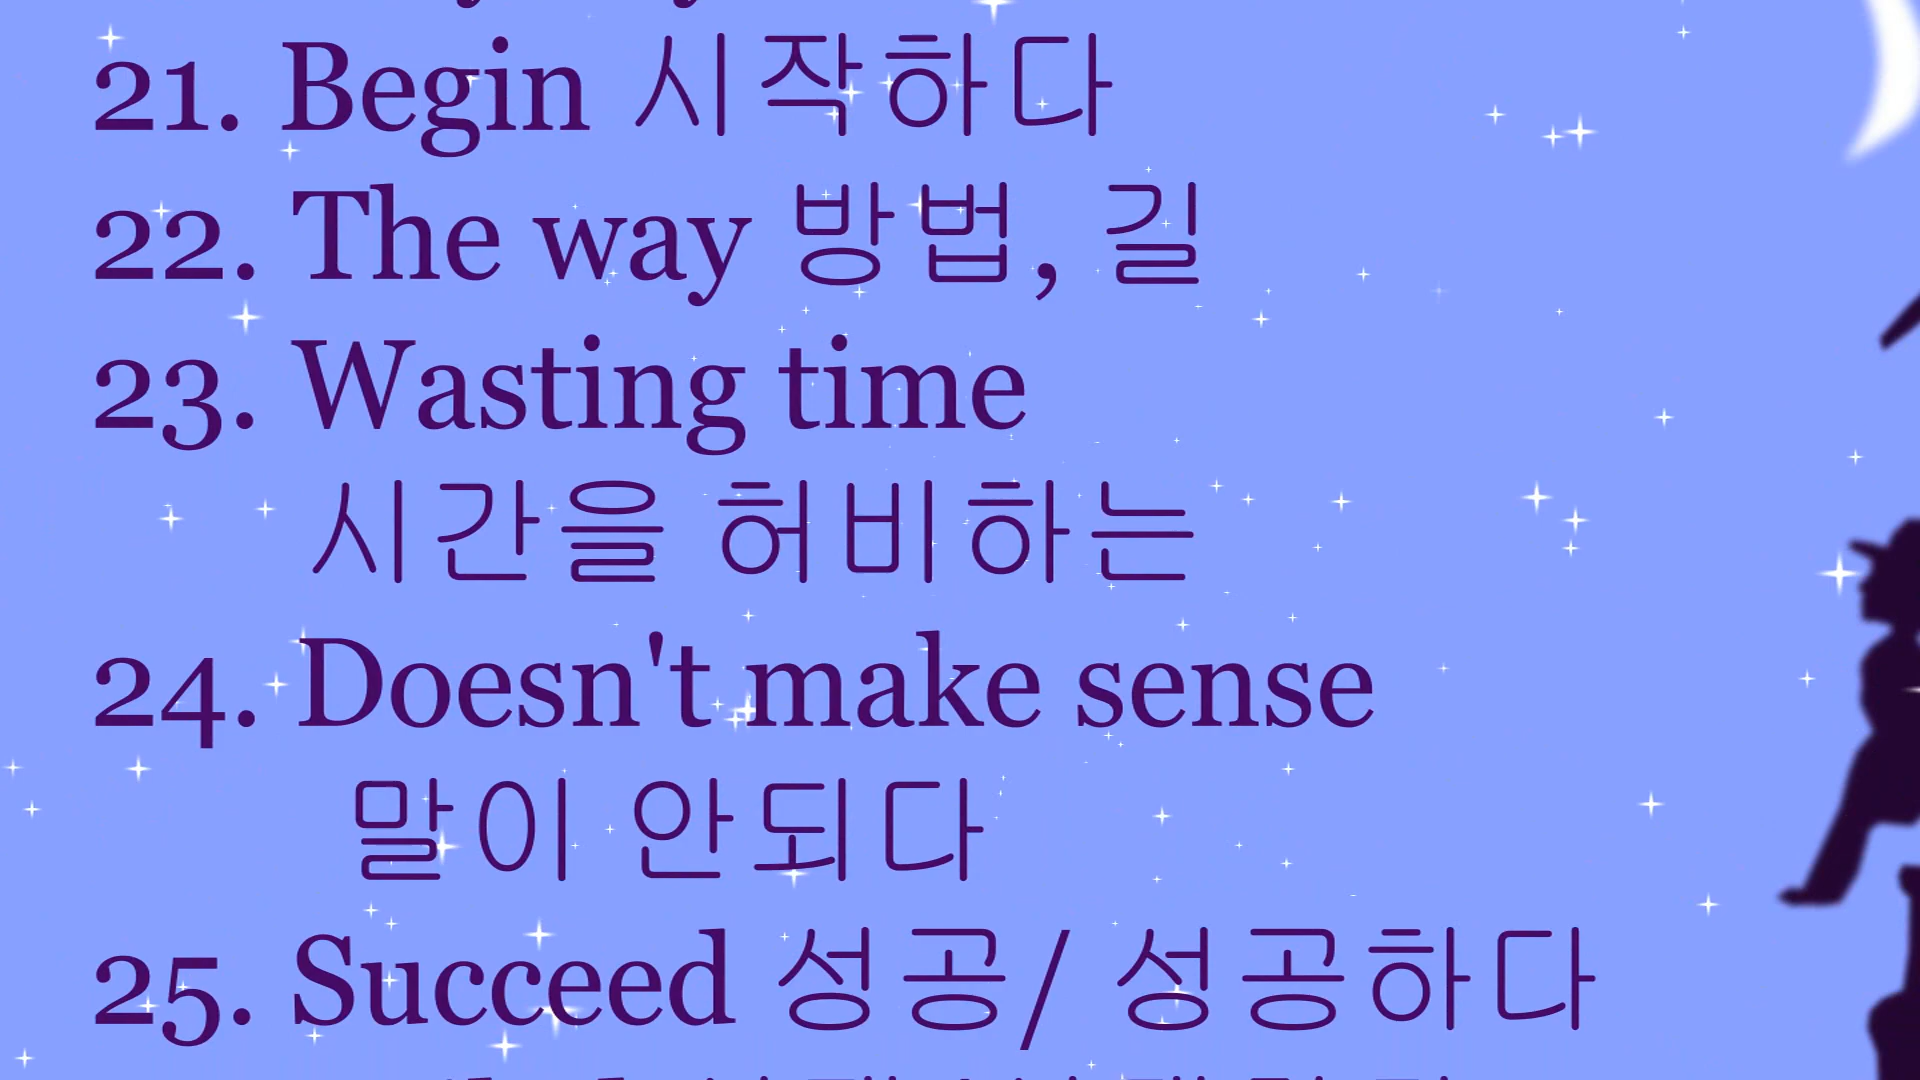 21. Begin 시작하다
22. The way 방법, 길
23. Wasting time
시간을 허비하는
24. Doesn't make sense
말이 안되다
25. Succeed 성공/ 성공하다